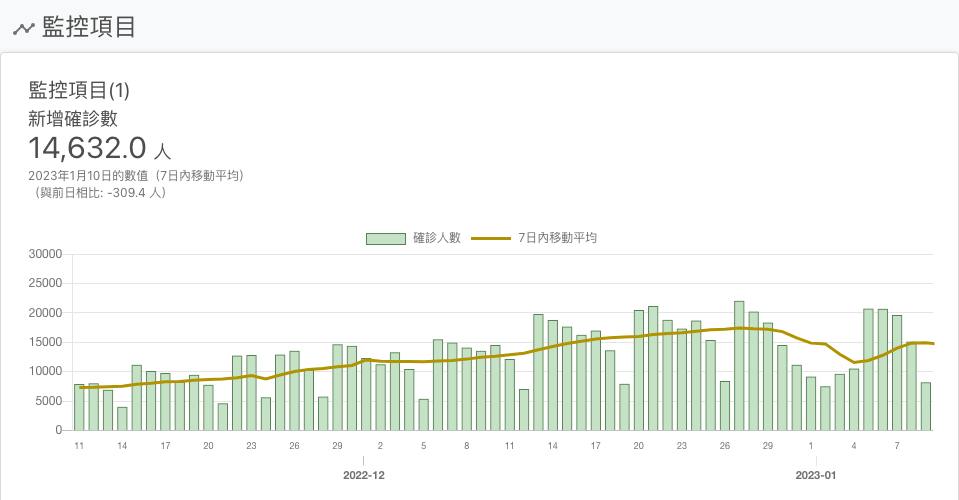 監控項目
監控項目(1)
新增確診數
14,632.0 人
2023年1月10日的數值（7日內移動平均）
（與前日相比: -309.4 人）
確診人數 7日內移動平均
30000
25000
20000
15000
10000
5000
0
11 14 17 20 23 26 29 2 5 8 11 14 17 20 23 26 29 1 4 7
2022-12 2023-01